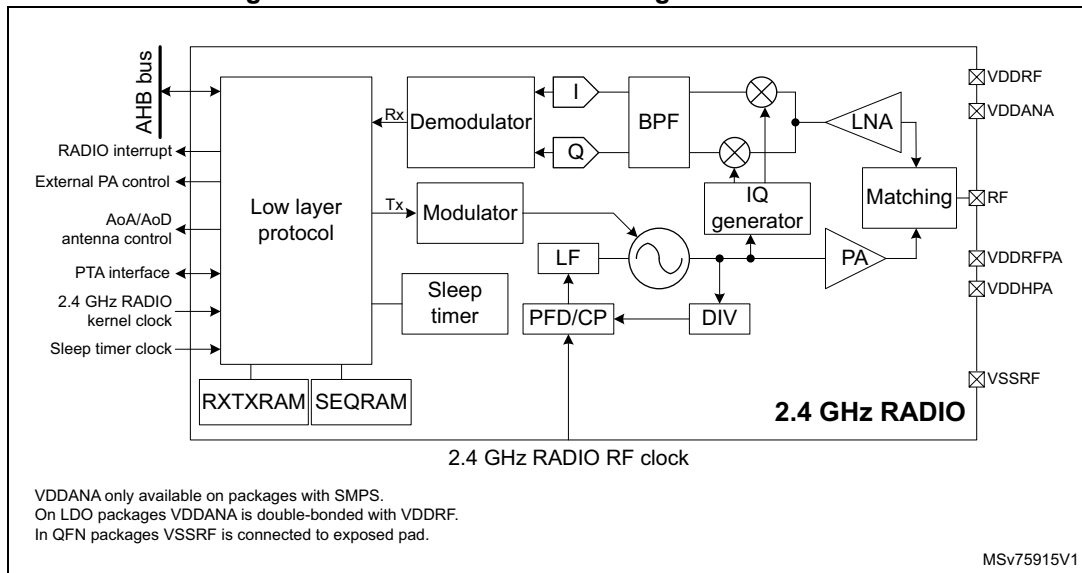 AHB bus
RADIO interrupt
External PA control
AoA/AoD
antenna control
PTA interface
2.4 GHz RADIO
kernel clock
Sleep timer clock
Low layer
protocol
RXTXRAM
SEQRAM
Rx
Demodulator
I
Q
BPF
LNA
Matching
IQ
generator
Tx
Modulator
LF
PFD/CP
DIV
PA
Sleep
timer
VDDRF
VDDANA
RF
VDDRFPA
VDDHPA
VSSRF
2.4 GHz RADIO
2.4 GHz RADIO RF clock
VDDANA only available on packages with SMPS.
On LDO packages VDDANA is double-bonded with VDDRF.
In QFN packages VSSRF is connected to exposed pad.
MSv75915V1